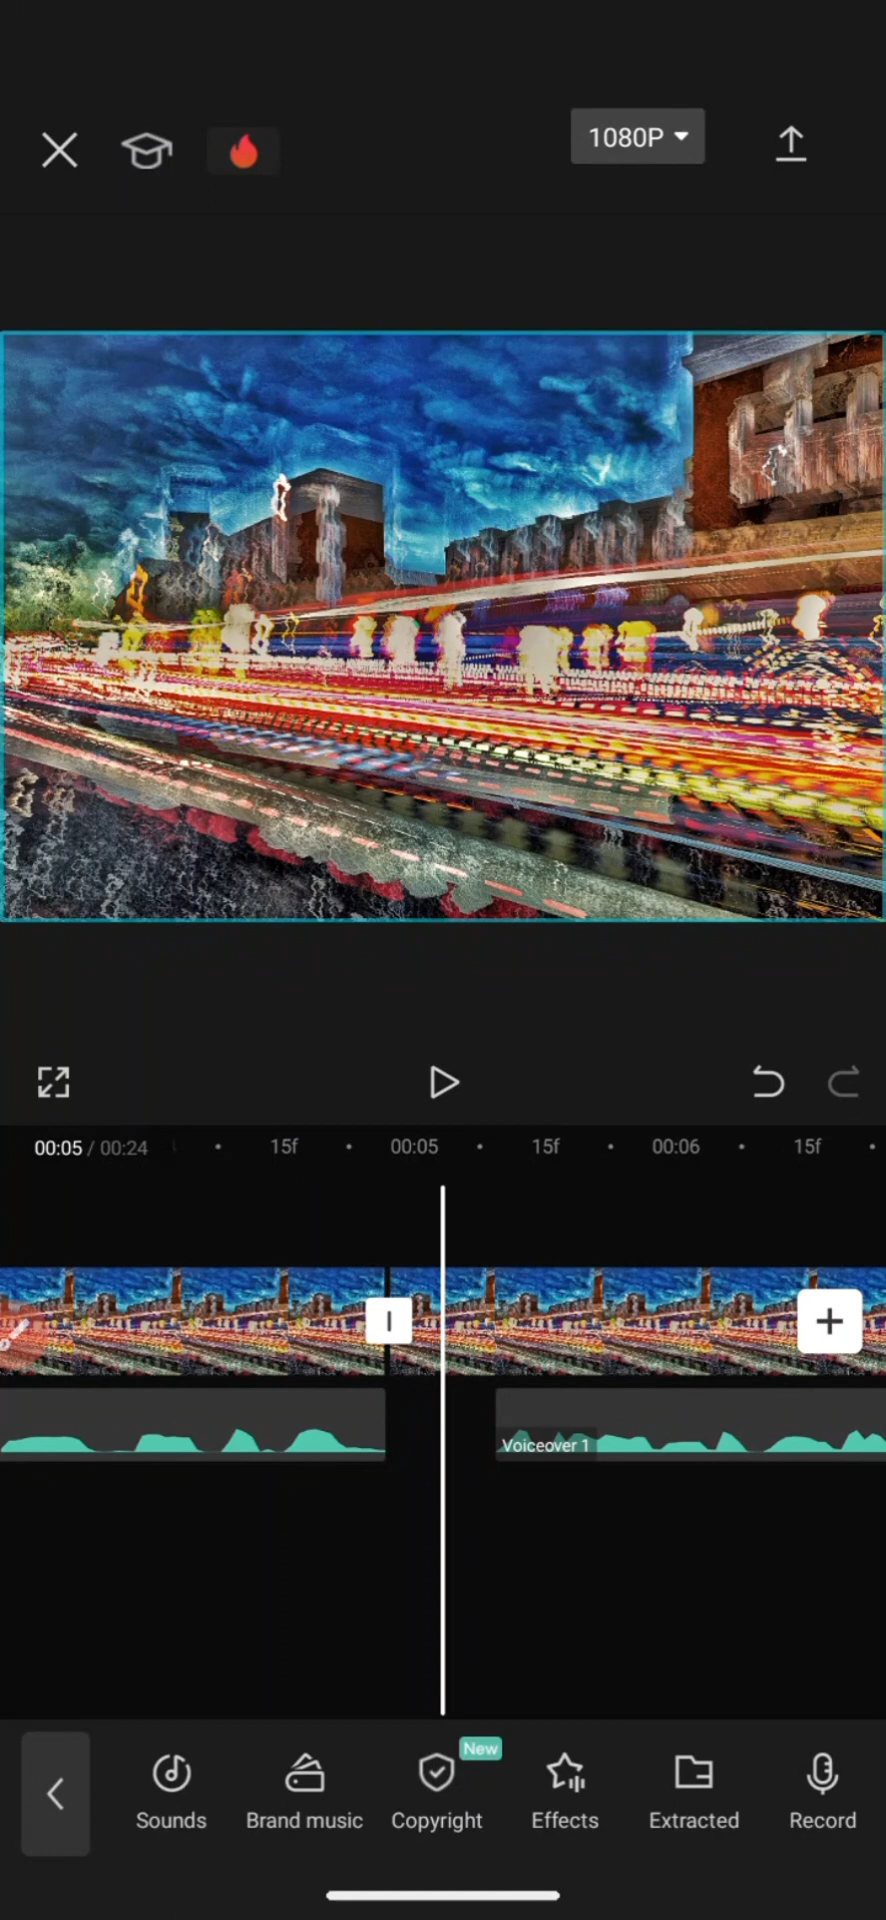 1080P
00:05 / 00:24
15f
00:05
15f
00:06
15f
Voiceover 1
New
Sounds
Brand music
Copyright
Effects
Extracted
Record